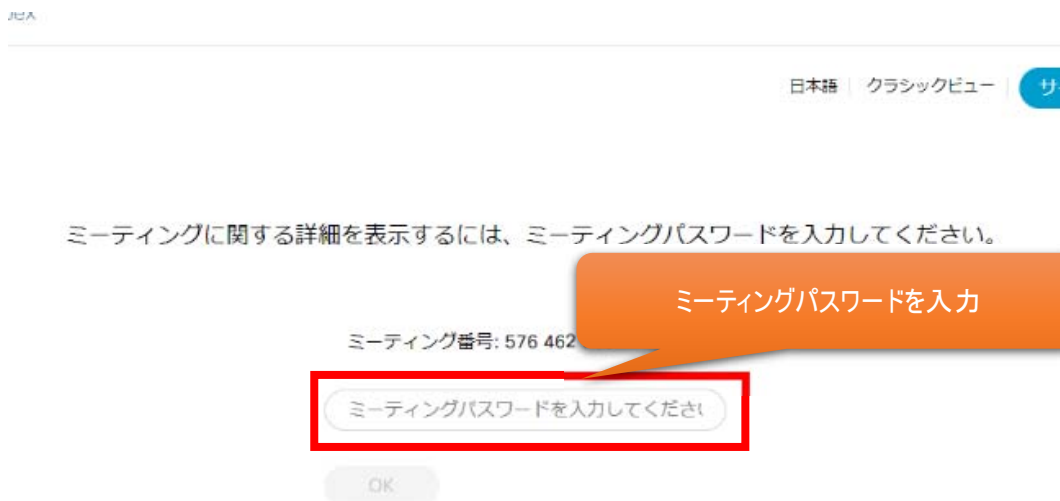 日本語 クラシックビュー
ミーティングに関する詳細を表示するには、ミーティングパスワードを入力してください。
ミーティングパスワードを入力
ミーティング番号: 576 462
ミーティングパスワードを入力してくださ
OK